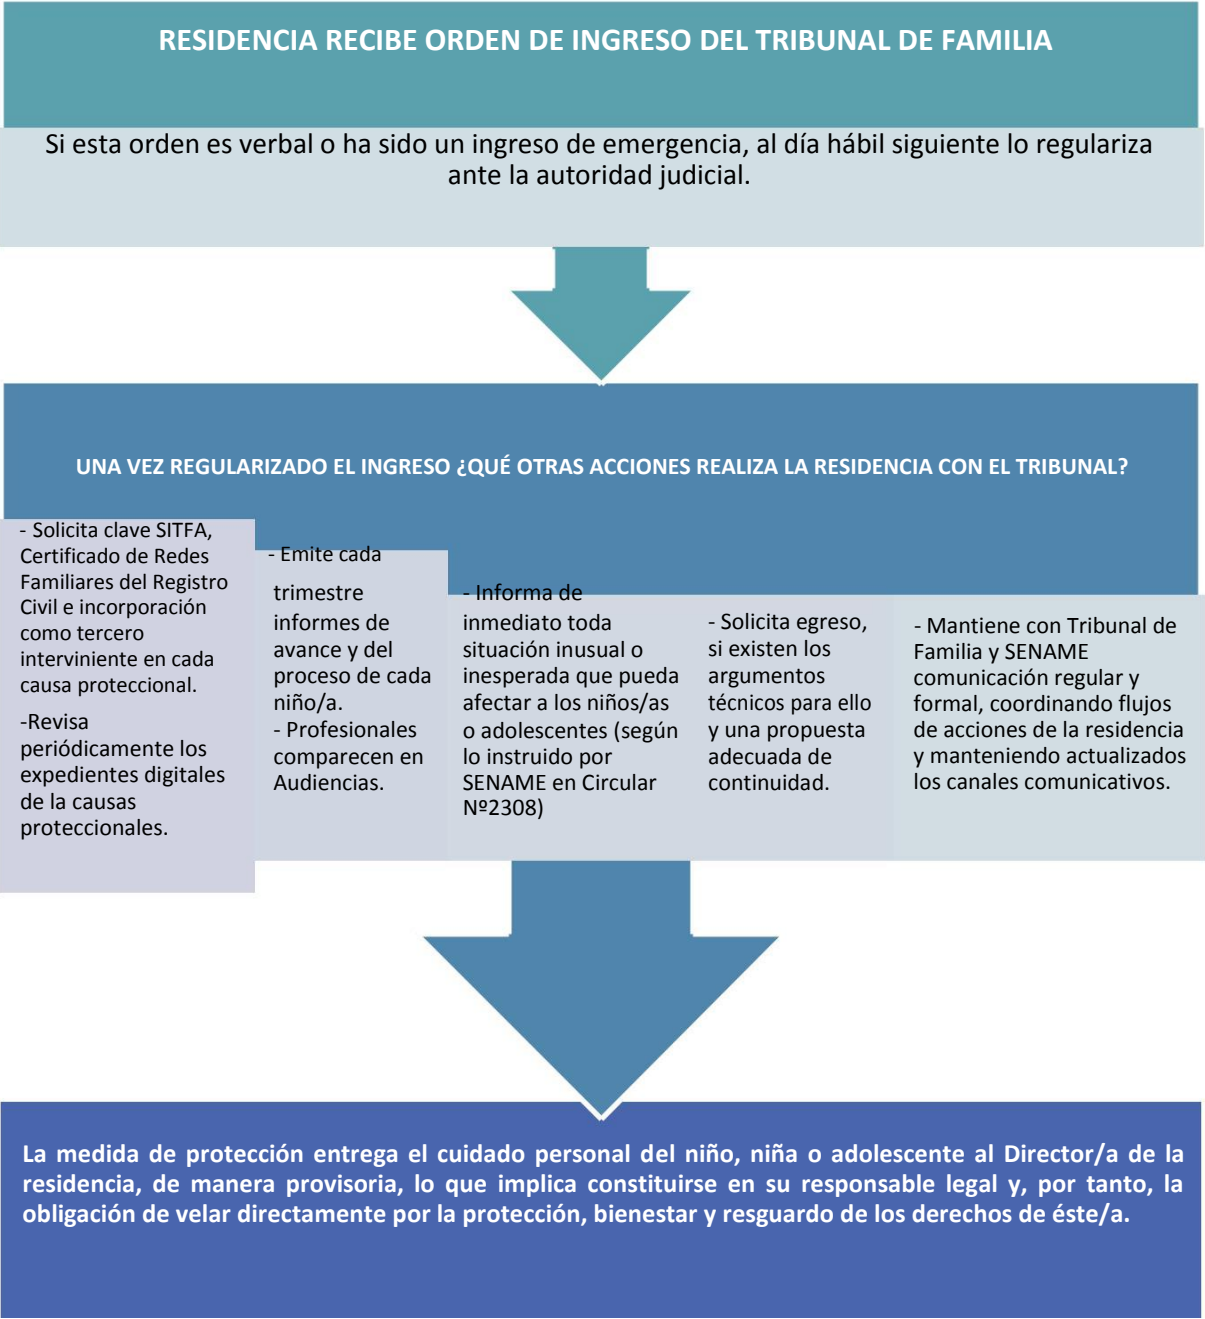 RESIDENCIA RECIBE ORDEN DE INGRESO DEL TRIBUNAL DE FAMILIA
Si esta orden es verbal o ha sido un ingreso de emergencia, al día hábil siguiente lo regulariza
ante la autoridad judicial.
UNA VEZ REGULARIZADO EL INGRESO ¿QUÉ OTRAS ACCIONES REALIZA LA RESIDENCIA CON EL TRIBUNAL?
- Solicita clave SITFA,
Certificado de Redes
Familiares del Registro
Civil e incorporación
como tercero
interviniente en cada
causa proteccional.
-Revisa
periódicamente los
expedientes digitales
de la causas
proteccionales.
- Emite cada
trimestre
informes de
avance y del
proceso de cada
niño/a.
- Profesionales
comparecen en
Audiencias.
- Informa de
inmediato toda
situación inusual o
inesperada que pueda
afectar a los niños/as
o adolescentes (según
lo instruido por
SENAME en Circular
Nº2308)
- Solicita egreso,
si existen los
argumentos
técnicos para ello
y una propuesta
adecuada de
continuidad.
- Mantiene con Tribunal de
Familia y SENAME
comunicación regular y
formal, coordinando flujos
de acciones de la residencia
y manteniendo actualizados
los canales comunicativos.
La medida de protección entrega el cuidado personal del niño, niña o adolescente al Director/a de la
residencia, de manera provisoria, lo que implica constituirse en su responsable legal y, por tanto, la
obligación de velar directamente por la protección, bienestar y resguardo de los derechos de éste/a.